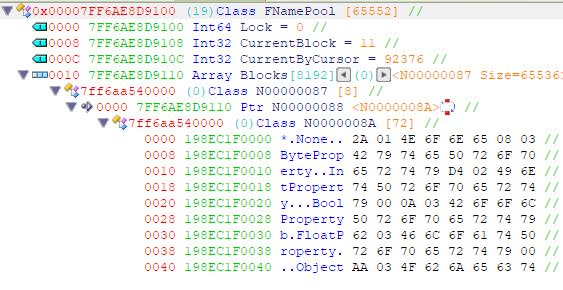 0x00007FF6AE8D9100 (19)Class FNamePool [65552] //
0000 7FF6AE8D9100 Int64 Lock = 0 //
0008 7FF6AE8D9108 Int32 CurrentBlock = 11 //
000C 7FF6AE8D910C Int32 CurrentByCursor = 92376 //
0010 7FF6AE8D9110 Array Blocks[8192] (0) <N00000087 Size=65536
7ff6aa540000 (0)Class N00000087 [8] //
0000 7FF6AE8D9110 Ptr N00000088 <N0000008A> //
7ff6aa540000 (0)Class N0000008A [72] //
0000 198EC1F0000 *.None.. 2A 01 4E 6F 6E 65 08 03 //
0008 198EC1F0008 ByteProp 42 79 74 65 50 72 6F 70 //
0010 198EC1F0010 erty..In 65 72 74 79 D4 02 49 6E //
0018 198EC1F0018 tPropert 74 50 72 6F 70 65 72 74 //
0020 198EC1F0020 y...Bool 79 00 0A 03 42 6F 6F 6C //
0028 198EC1F0028 Property 50 72 6F 70 65 72 74 79 //
0030 198EC1F0030 b.FloatP 62 03 46 6C 6F 61 74 50 //
0038 198EC1F0038 roperty. 72 6F 70 65 72 74 79 00 //
0040 198EC1F0040 ..Object AA 03 4F 62 6A 65 63 74 //